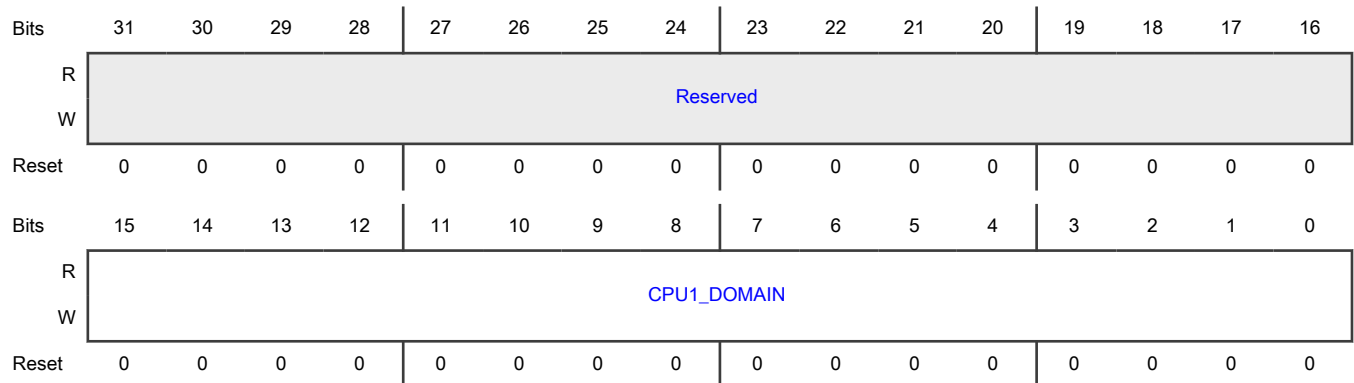 Bits 31 30 29 28 27 26 25 24 23 22 21 20 19 18 17 16
R
Reserved
W
Reset 0 0 0 0 0 0 0 0 0 0 0 0 0 0 0 0
Bits 15 14 13 12 11 10 9 8 7 6 5 4 3 2 1 0
R
CPU1_DOMAIN
W
Reset 0 0 0 0 0 0 0 0 0 0 0 0 0 0 0 0